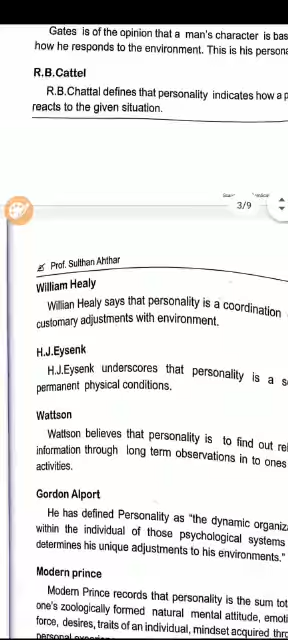 Gates is of the opinion that a man's character is bas
how he responds to the environment. This is his persona
R.B.Cattel
R.B.Chattal defines that personality indicates how a p
reacts to the given situation.
3/9
Prof. Sulthan Ahthar
William Healy
Willian Healy says that personality is a coordination
customary adjustments with environment.
H.J.Eysenk
H.J.Eysenk underscores that personality is a s
permanent physical conditions.
Wattson
Wattson believes that personality is to find out rel
information through long term observations in to ones
activities.
Gordon Alport
He has defined Personality as "the dynamic organiz
within the individual of those psychological systems
determines his unique adjustments to his environments."
Modern prince
Modern Prince records that personality is the sum tot
one's zoologically formed natural mental attitude, emoti
force, desires, traits of an individual, mindset acquired thr
personal